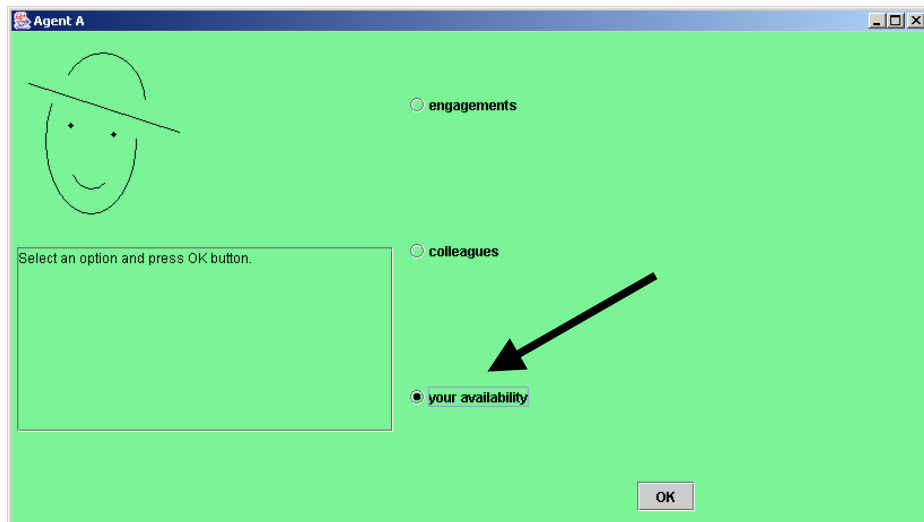 Agent A
engagements
colleagues
Select an option and press OK button.
your availability
OK